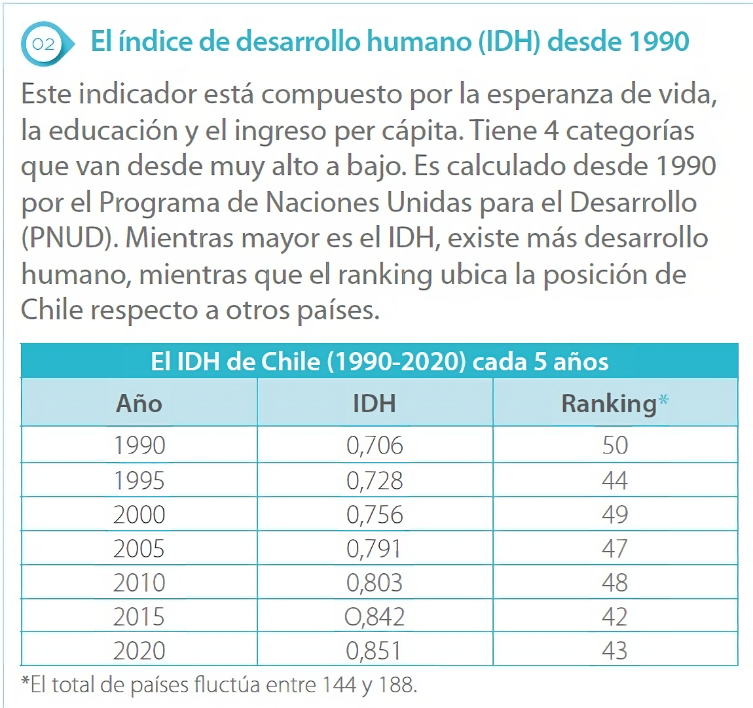 02 El índice de desarrollo humano (IDH) desde 1990
Este indicador está compuesto por la esperanza de vida,
la educación y el ingreso per cápita. Tiene 4 categorías
que van desde muy alto a bajo. Es calculado desde 1990
por el Programa de Naciones Unidas para el Desarrollo
(PNUD). Mientras mayor es el IDH, existe más desarrollo
humano, mientras que el ranking ubica la posición de
Chile respecto a otros países.
El IDH de Chile (1990-2020) cada 5 años
Año IDH Ranking*
1990 0,706 50
1995 0,728 44
2000 0,756 49
2005 0,791 47
2010 0,803 48
2015 O,842 42
2020 0,851 43
*El total de países fluctúa entre 144 y 188.